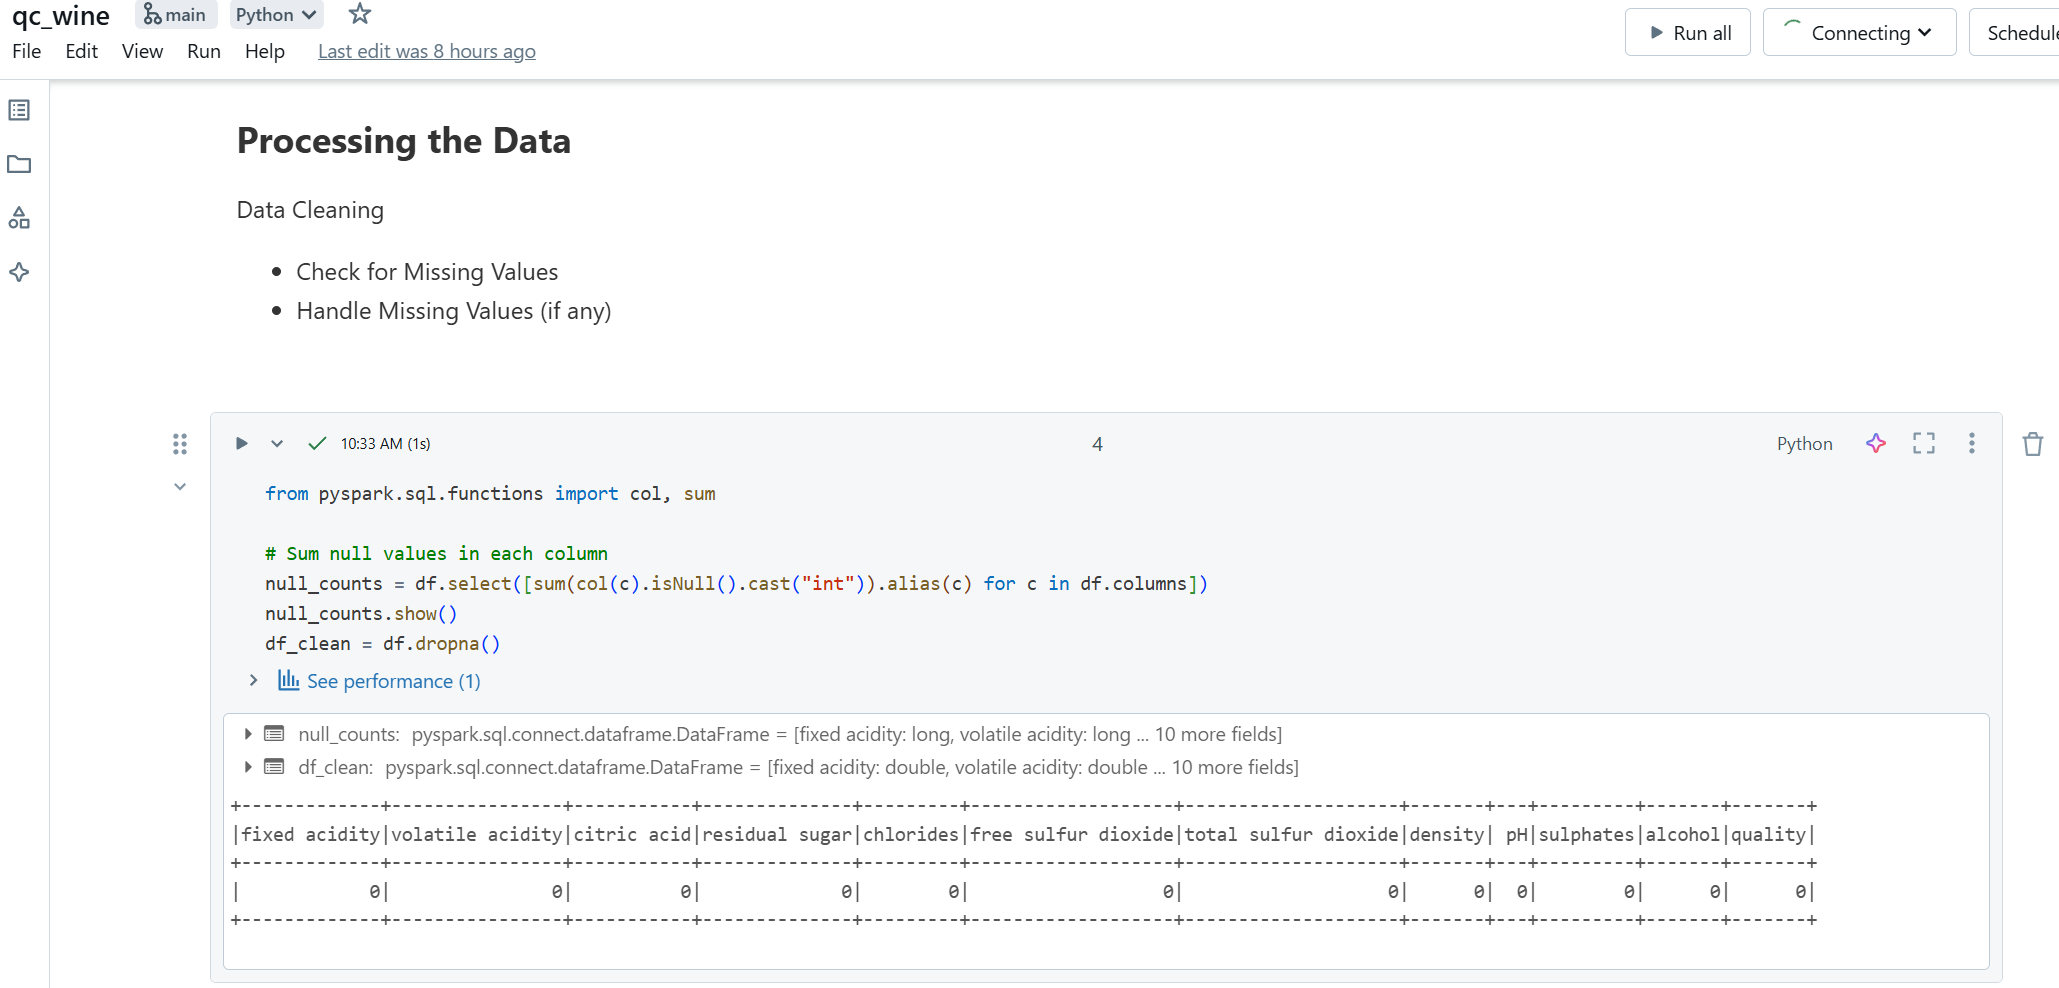 qc_wine main Python
File Edit View Run Help Last edit was 8 hours ago
Run all Connecting Schedule
Processing the Data
Data Cleaning
Check for Missing Values
Handle Missing Values (if any)
10:33 AM (1s) 4 Python
from pyspark.sql.functions import col, sum
# Sum null values in each column
null_counts = df.select([sum(col(c).isNull().cast("int")).alias(c) for c in df.columns])
null_counts.show()
df_clean = df.dropna()
See performance (1)
null_counts: pyspark.sql.connect.dataframe.DataFrame = [fixed acidity: long, volatile acidity: long ... 10 more fields]
df_clean: pyspark.sql.connect.dataframe.DataFrame = [fixed acidity: double, volatile acidity: double ... 10 more fields]
+-------------+----------------+-----------+--------------+---------+-------------------+--------------------+-------+---+---------+-------+-------+
|fixed acidity|volatile acidity|citric acid|residual sugar|chlorides|free sulfur dioxide|total sulfur dioxide|density| pH|sulphates|alcohol|quality|
+-------------+----------------+-----------+--------------+---------+-------------------+--------------------+-------+---+---------+-------+-------+
|            0|               0|          0|             0|        0|                  0|                   0|      0|  0|        0|      0|      0|
+-------------+----------------+-----------+--------------+---------+-------------------+--------------------+-------+---+---------+-------+-------+